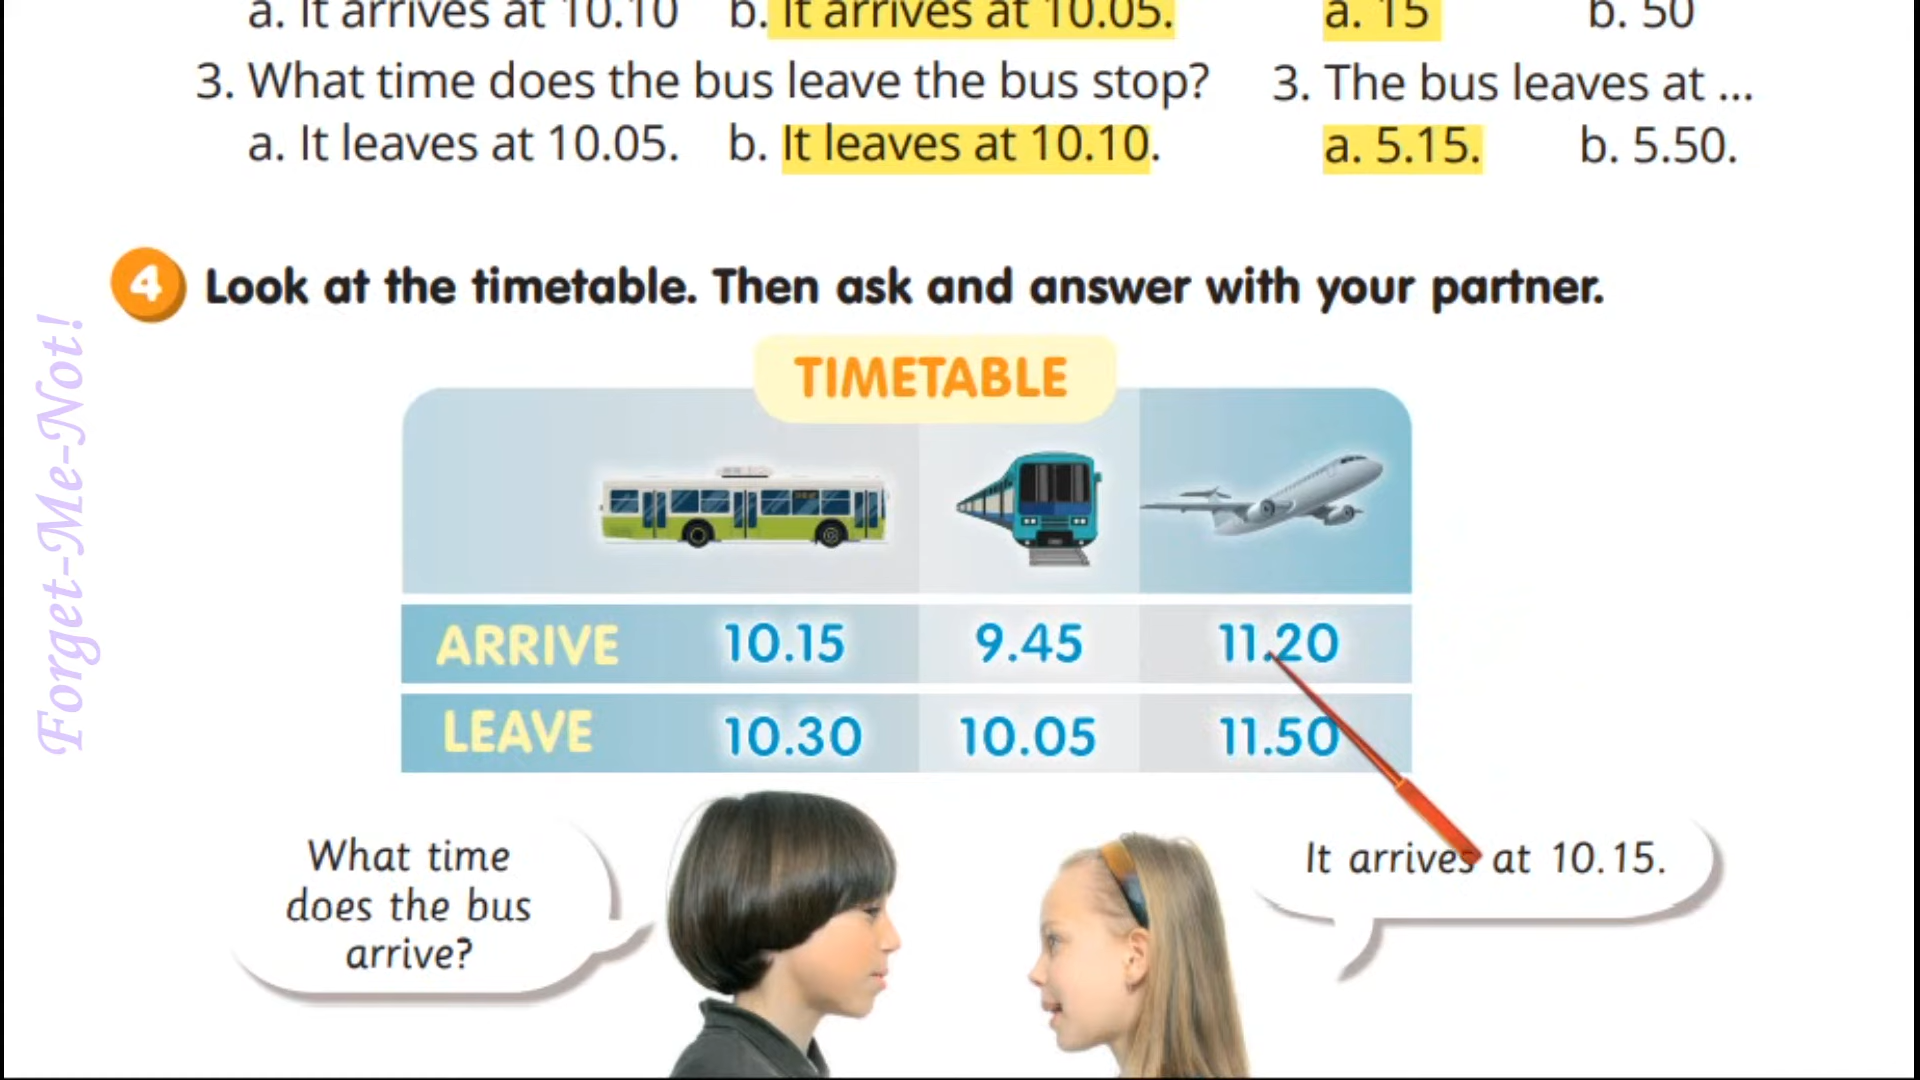 a. It arrives at 10.10 b. It arrives at 10.05.
a. 15 b. 50
3. What time does the bus leave the bus stop?
3. The bus leaves at ...
a. It leaves at 10.05. b. It leaves at 10.10.
a. 5.15. b. 5.50.
4 Look at the timetable. Then ask and answer with your partner.
Forget-Me-Not!
TIMETABLE
ARRIVE 10.15 9.45 11.20
LEAVE 10.30 10.05 11.50
What time
does the bus
arrive?
It arrives at 10.15.